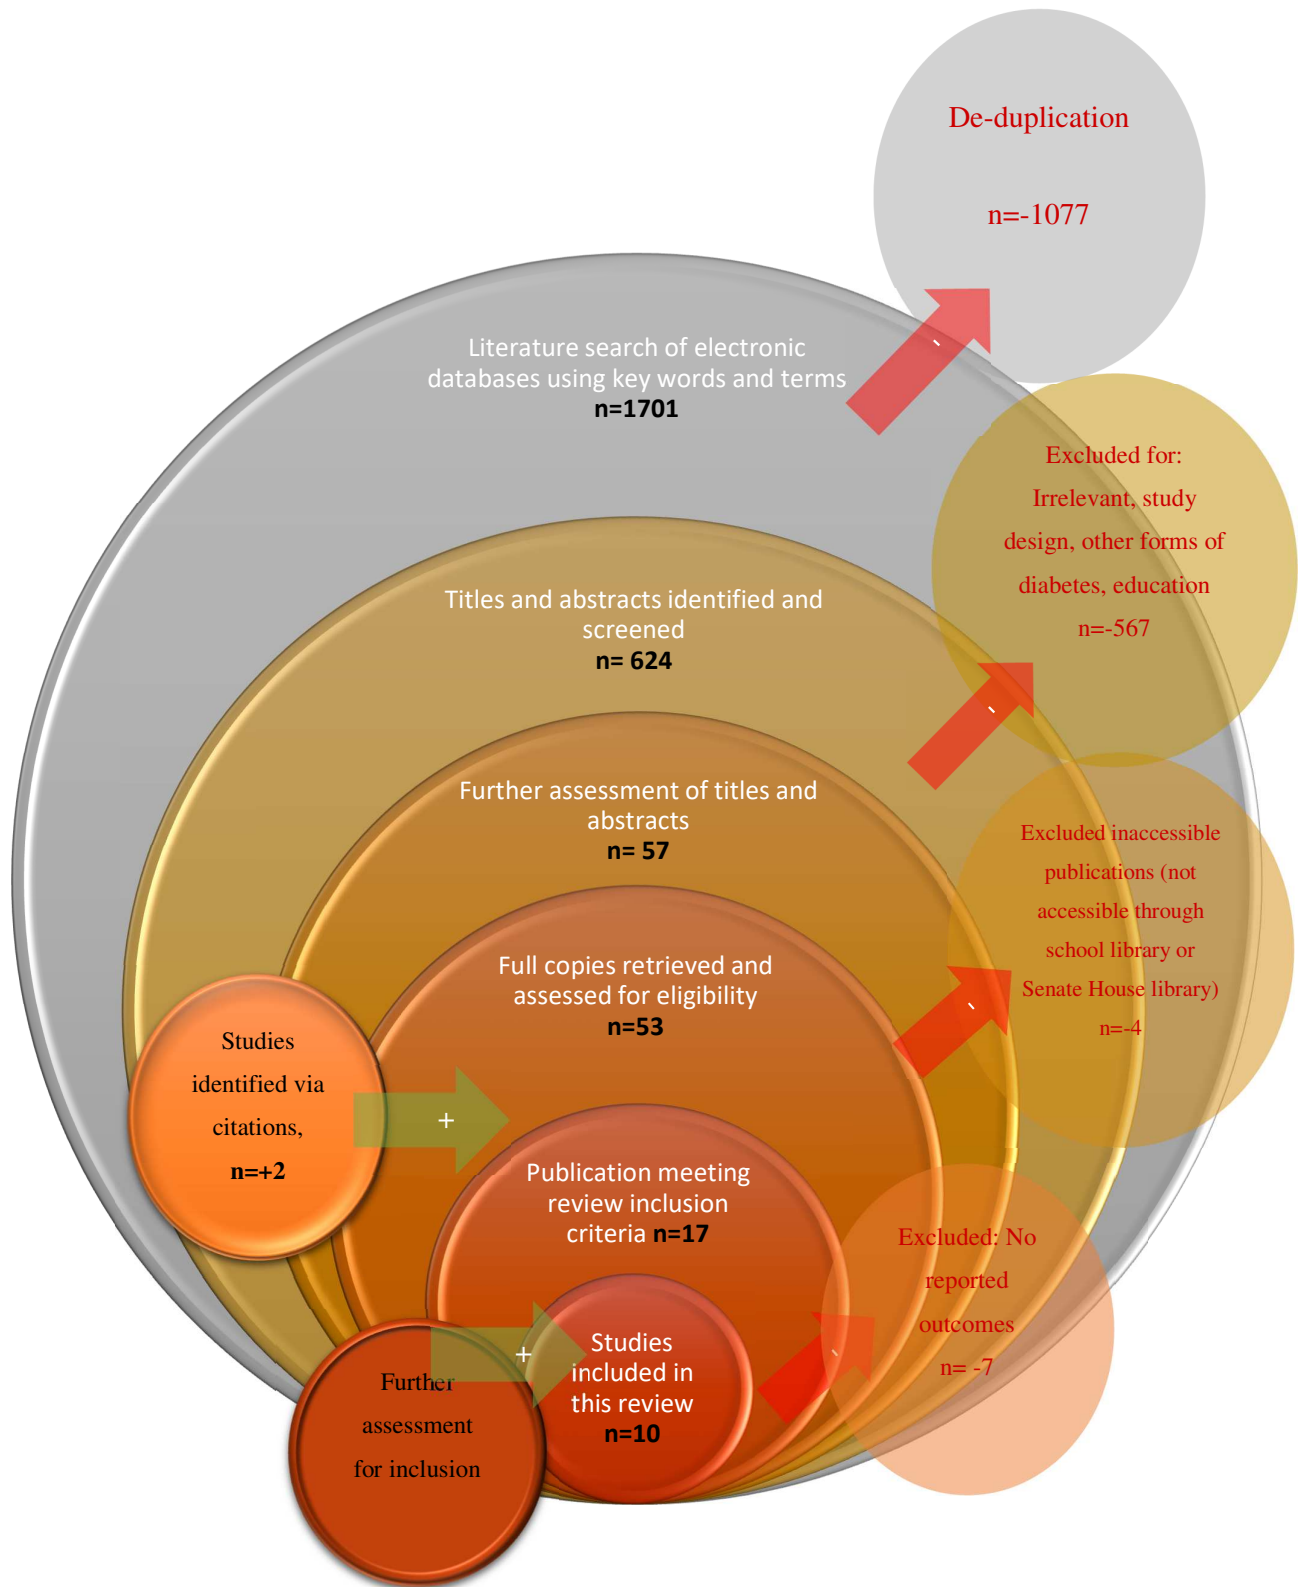 De-duplication
n=-1077
Literature search of electronic
databases using key words and terms
n=1701
-
Excluded for:
Irrelevant, study
design, other forms of
diabetes, education
n=-567
Titles and abstracts identified and
screened
n= 624
-
Further assessment of titles and
abstracts
n= 57
Excluded inaccessible
publications (not
accessible through
school library or
Senate House library)
n=-4
Full copies retrieved and
assessed for eligibility
n=53
-
Studies
identified via
citations,
n=+2
+
Publication meeting
review inclusion
criteria n=17
Excluded: No
reported
outcomes
n= -7
-
Further
assessment
for inclusion
+
Studies
included in
this review
n=10